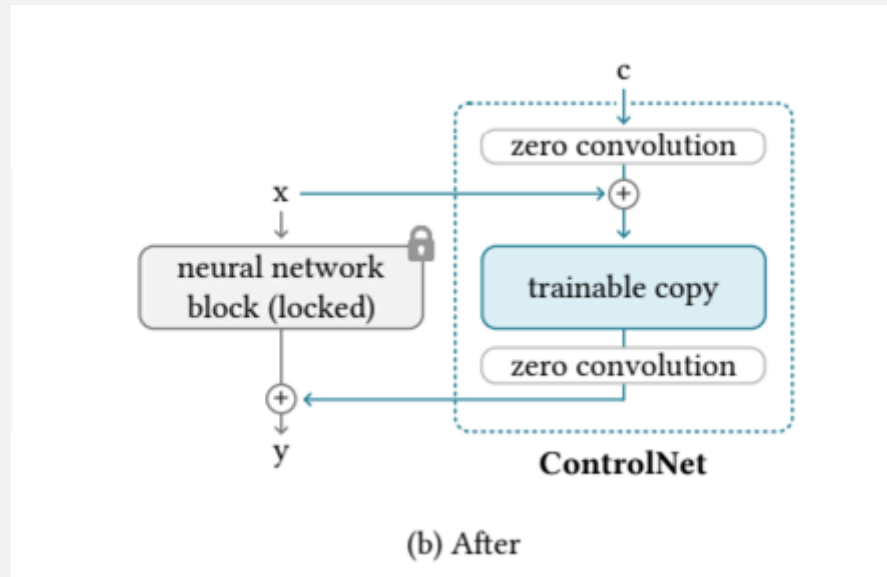 c
zero convolution
x
+
neural network
block (locked)
trainable copy
zero convolution
+
y
ControlNet
(b) After